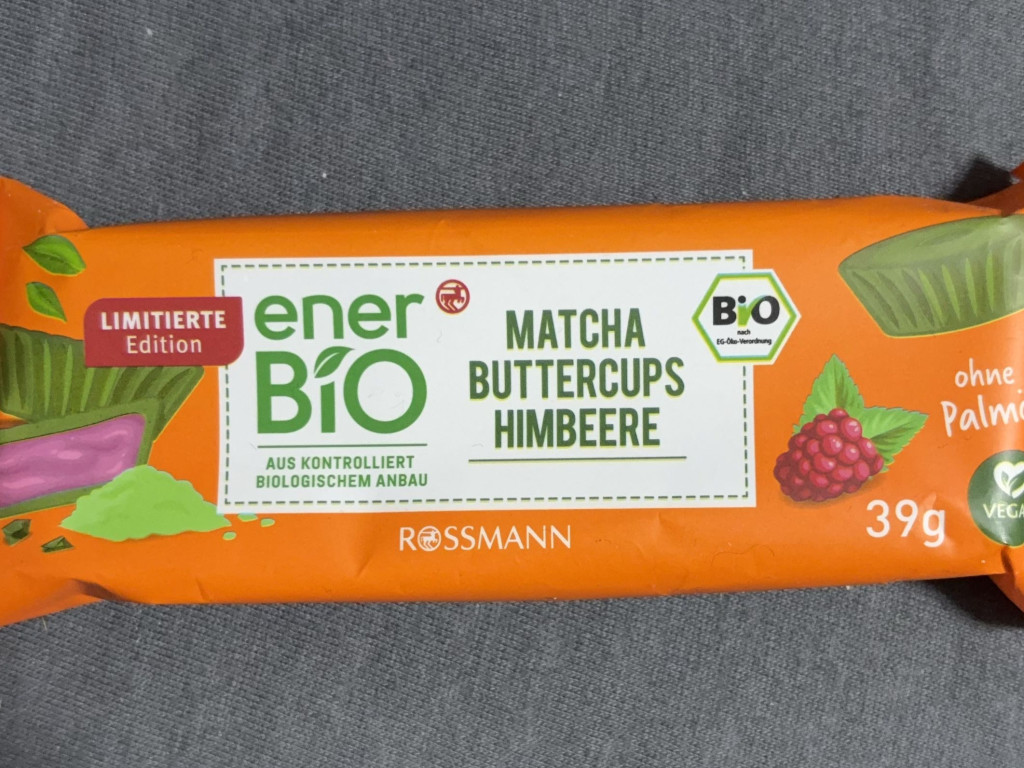 LIMITIERTE
Edition
ener
BiO
AUS KONTROLLIERT
BIOLOGISCHEM ANBAU
MATCHA
BUTTERCUPS
HIMBEERE
BiO
nach
EG-Öko-Verordnung
ohne
39g
ROSSMANN